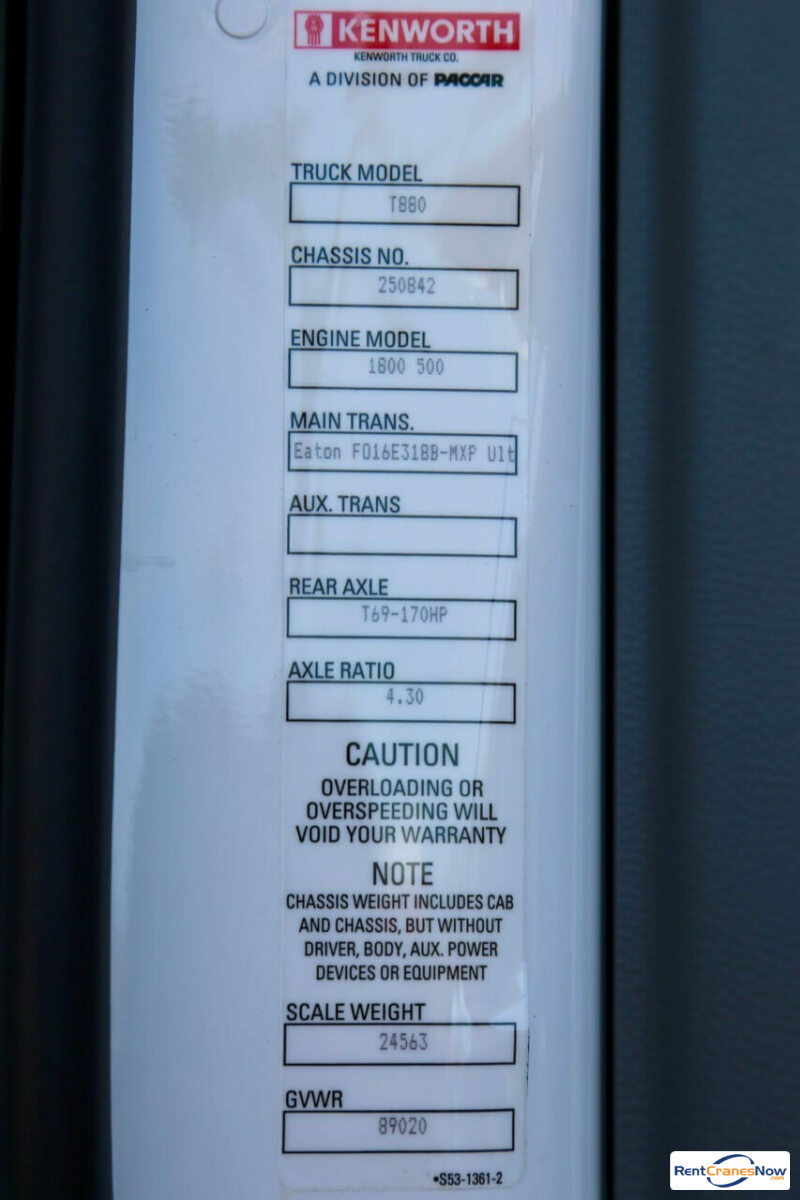 KENWORTH
KENWORTH TRUCK CO.
A DIVISION OF PACCAR
TRUCK MODEL
T880
CHASSIS NO.
250842
ENGINE MODEL
1800 500
MAIN TRANS.
Eaton FO16E318B-MXP Ult
AUX. TRANS
REAR AXLE
T69-170HP
AXLE RATIO
4.30
CAUTION
OVERLOADING OR
OVERSPEEDING WILL
VOID YOUR WARRANTY
NOTE
CHASSIS WEIGHT INCLUDES CAB
AND CHASSIS, BUT WITHOUT
DRIVER, BODY, AUX. POWER
DEVICES OR EQUIPMENT
SCALE WEIGHT
24563
GVWR
89020
•S53-1361-2
RentCranesNow
.com